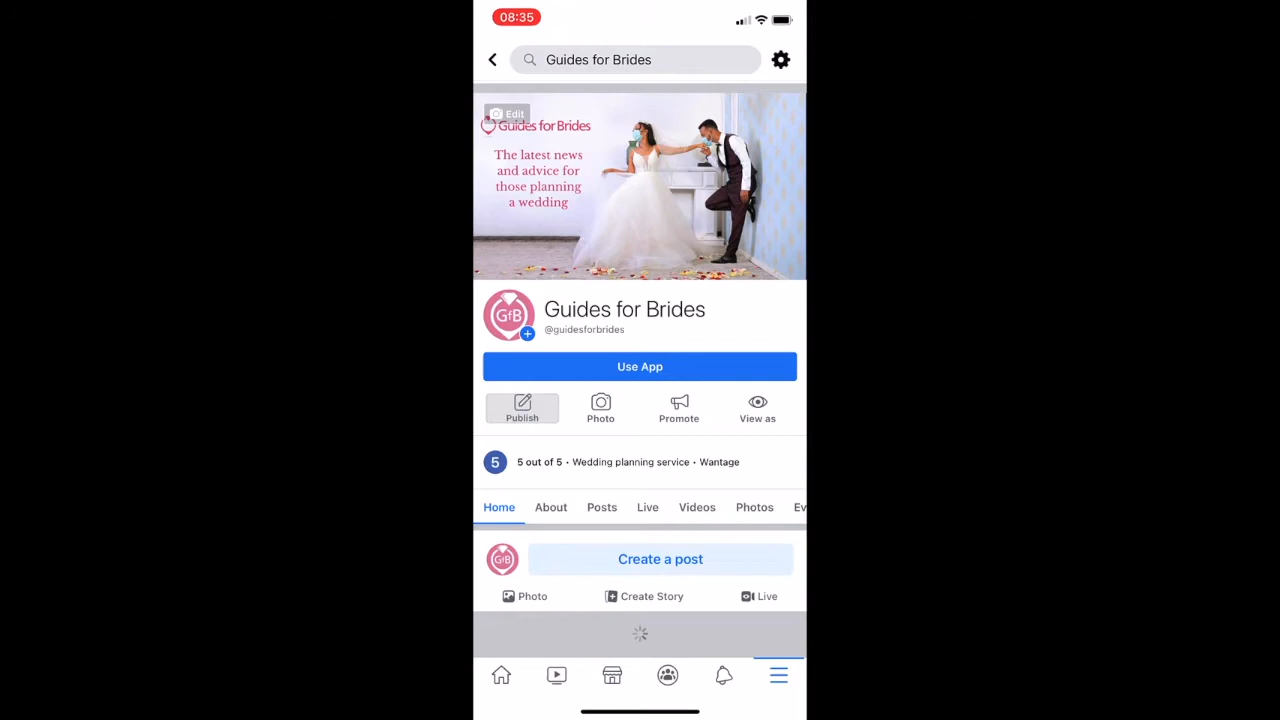 08:35
Guides for Brides
Edit
Guides for Brides
The latest news
and advice for
those planning
a wedding
GfB
Guides for Brides
@guidesforbrides
Use App
Publish
Photo
Promote
View as
5
5 out of 5 • Wedding planning service • Wantage
Home
About
Posts
Live
Videos
Photos
Ev
GfB
Create a post
Photo
Create Story
Live